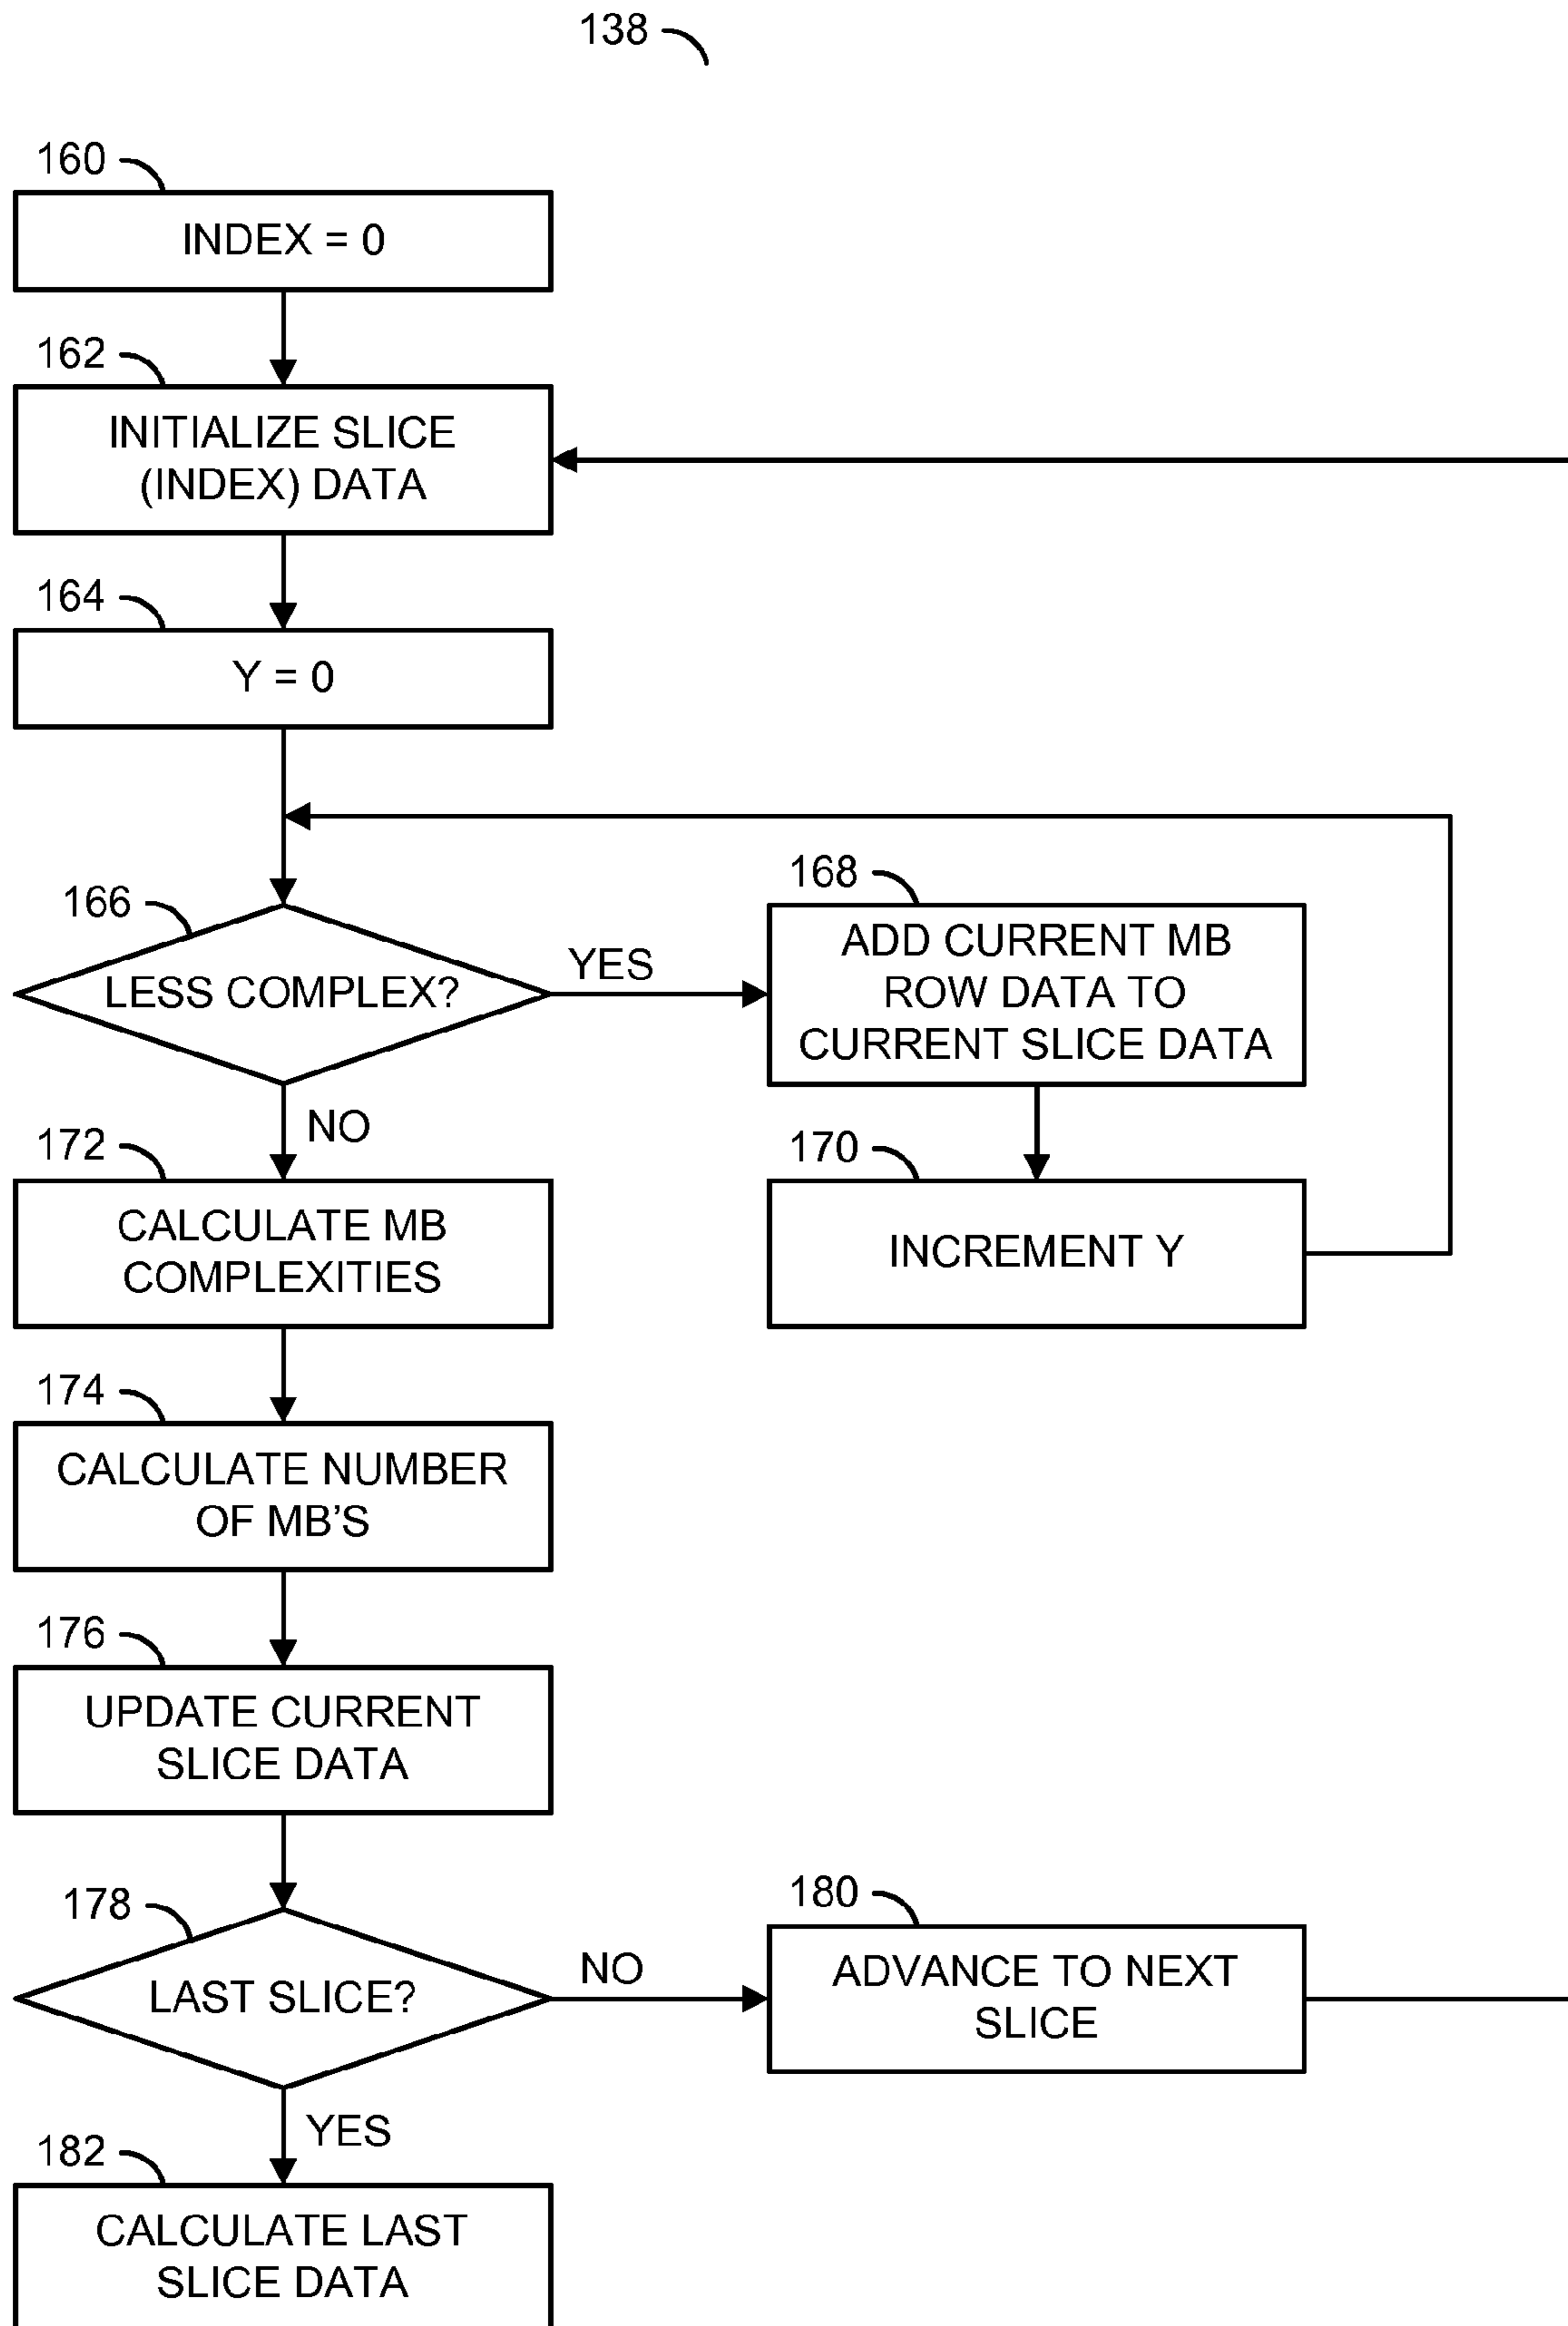 138
160
INDEX = 0
162
INITIALIZE SLICE
(INDEX) DATA
164
Y = 0
166
LESS COMPLEX?
YES
168
ADD CURRENT MB
ROW DATA TO
CURRENT SLICE DATA
NO
170
INCREMENT Y
172
CALCULATE MB
COMPLEXITIES
174
CALCULATE NUMBER
OF MB’S
176
UPDATE CURRENT
SLICE DATA
178
LAST SLICE?
NO
180
ADVANCE TO NEXT
SLICE
YES
182
CALCULATE LAST
SLICE DATA